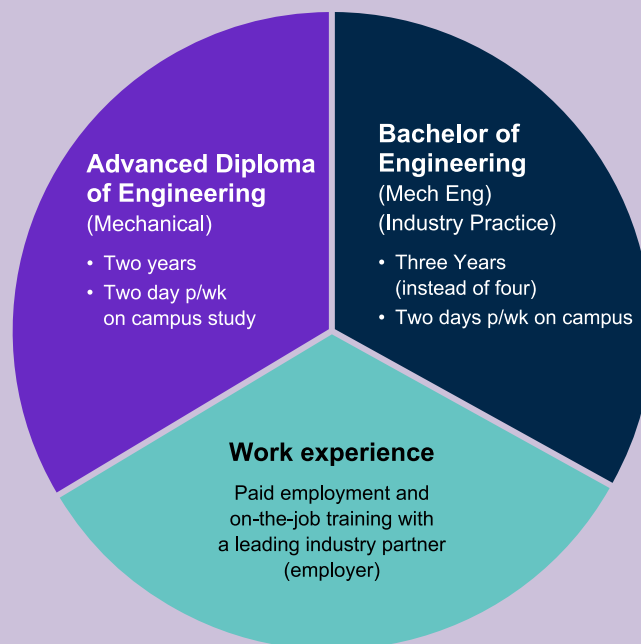 Advanced Diploma
of Engineering
(Mechanical)
• Two years
• Two day p/wk
on campus study
Bachelor of
Engineering
(Mech Eng)
(Industry Practice)
• Three Years
(instead of four)
• Two days p/wk on campus
Work experience
Paid employment and
on-the-job training with
a leading industry partner
(employer)